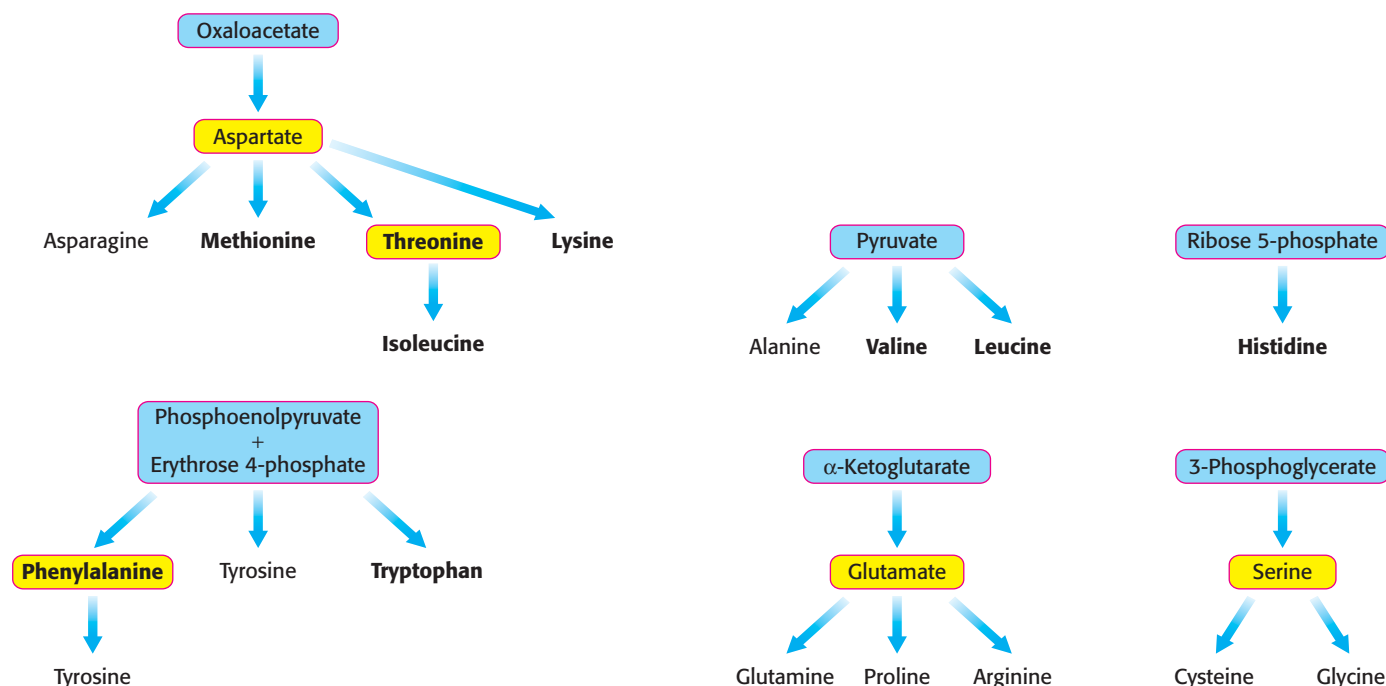 Oxaloacetate
Aspartate
Asparagine
Methionine
Threonine
Lysine
Isoleucine
Phosphoenolpyruvate
+
Erythrose 4-phosphate
Phenylalanine
Tyrosine
Tryptophan
Tyrosine
Pyruvate
Alanine
Valine
Leucine
Ribose 5-phosphate
Histidine
α-Ketoglutarate
Glutamate
Glutamine
Proline
Arginine
3-Phosphoglycerate
Serine
Cysteine
Glycine